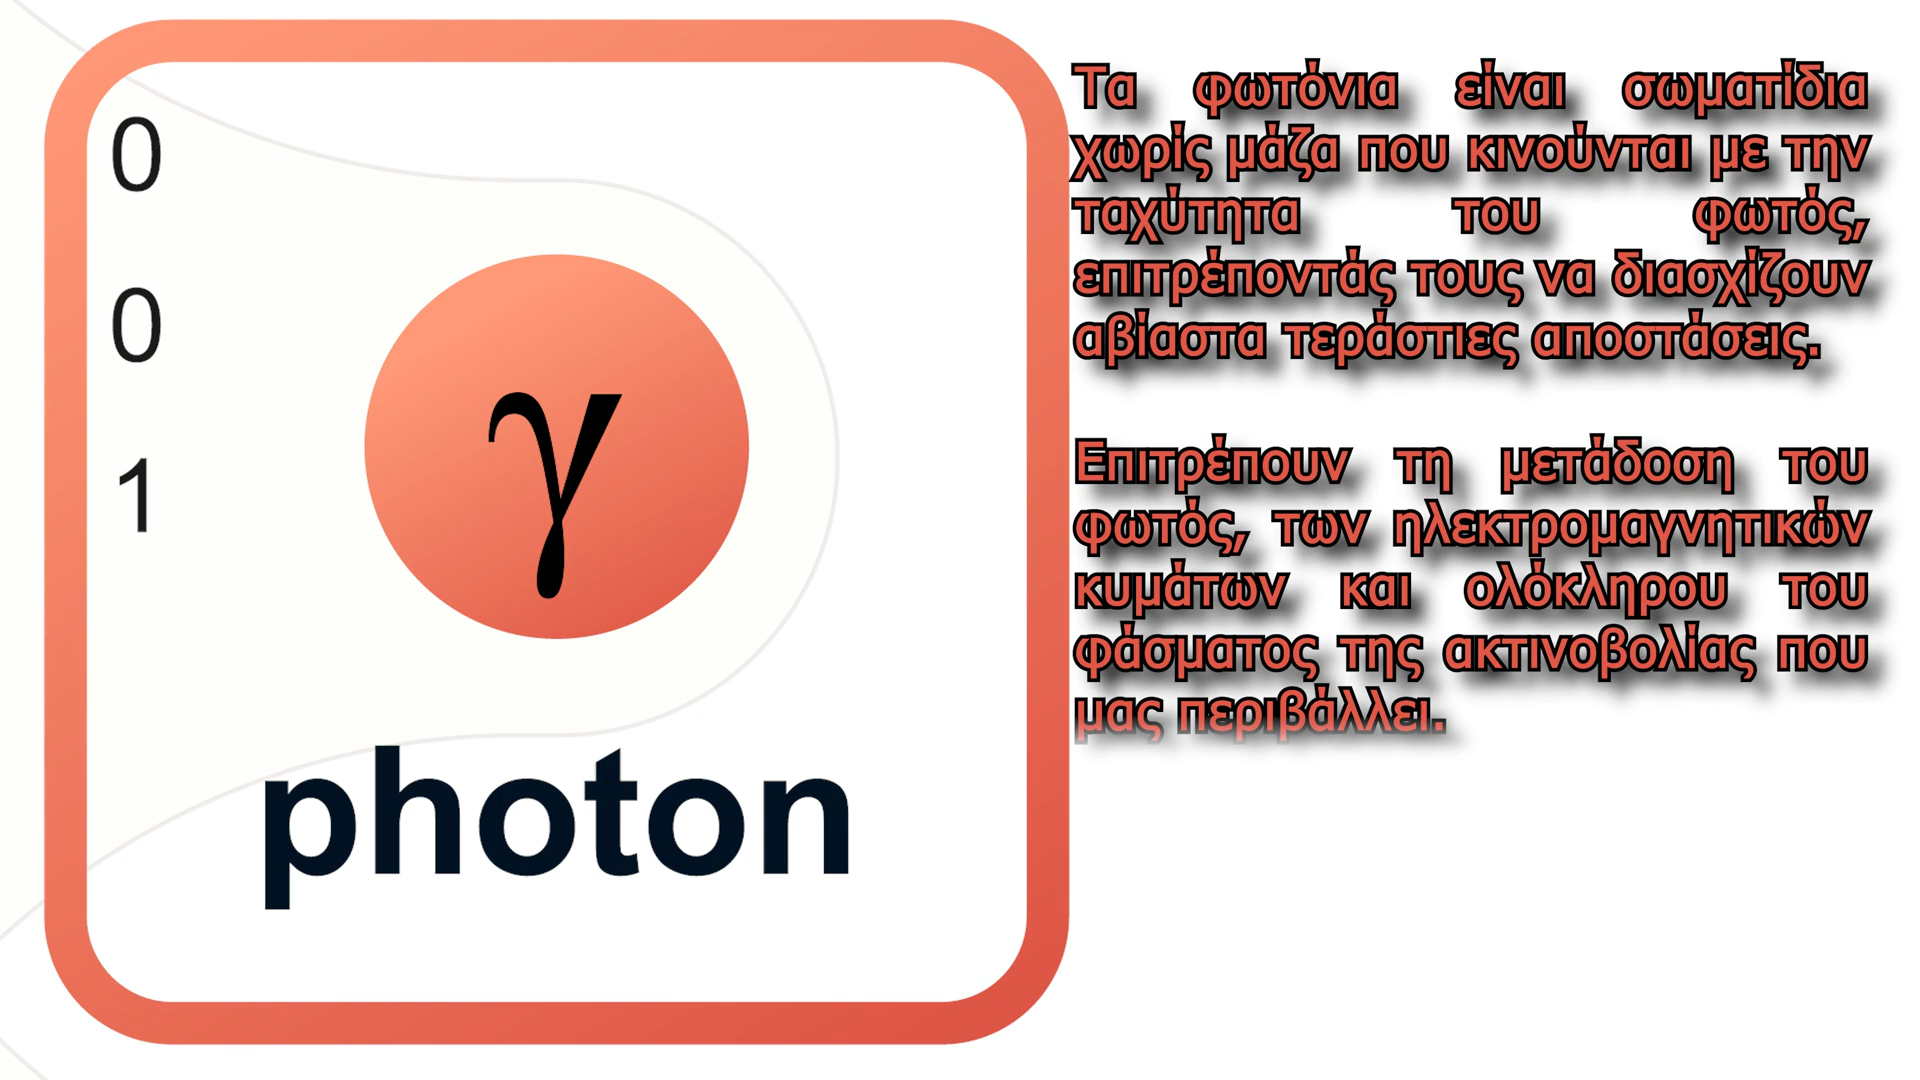 0
0
1
γ
photon
Τα φωτόνια είναι σωματίδια
χωρίς μάζα που κινούνται με την
ταχύτητα του φωτός,
επιτρέποντάς τους να διασχίζουν
αβίαστα τεράστιες αποστάσεις.
Επιτρέπουν τη μετάδοση του
φωτός, των ηλεκτρομαγνητικών
κυμάτων και ολόκληρου του
φάσματος της ακτινοβολίας που
μας περιβάλλει.